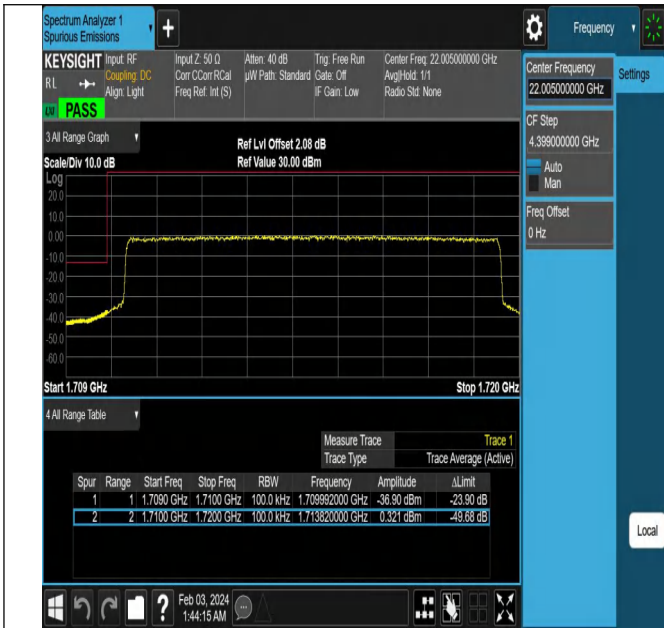 Spectrum Analyzer 1
Spurious Emissions
Frequency
KEYSIGHT Input: RF Input Z: 50 Ω Atten: 40 dB Trig: Free Run Center Freq: 22.005000000 GHz
RL Coupling: DC Corr CCorr RCal µW Path: Standard Gate: Off Avg|Hold: 1/1
Align: Light Freq Ref: Int (S) IF Gain: Low Radio Std: None
PASS
Center Frequency
22.005000000 GHz
Settings
CF Step
4.399000000 GHz
Auto
Man
Freq Offset
0 Hz
3 All Range Graph
Ref Lvl Offset 2.08 dB
Scale/Div 10.0 dB Ref Value 30.00 dBm
Log
20.0
10.0
0.00
-10.0
-20.0
-30.0
-40.0
-50.0
-60.0
Start 1.709 GHz Stop 1.720 GHz
4 All Range Table
Measure Trace Trace 1
Trace Type Trace Average (Active)
Spur Range Start Freq Stop Freq RBW Frequency Amplitude ΔLimit
1 1 1.7090 GHz 1.7100 GHz 100.0 kHz 1.709992000 GHz -36.90 dBm -23.90 dB
2 2 1.7100 GHz 1.7200 GHz 100.0 kHz 1.713820000 GHz 0.321 dBm -49.68 dB
Local
Feb 03, 2024
1:44:15 AM